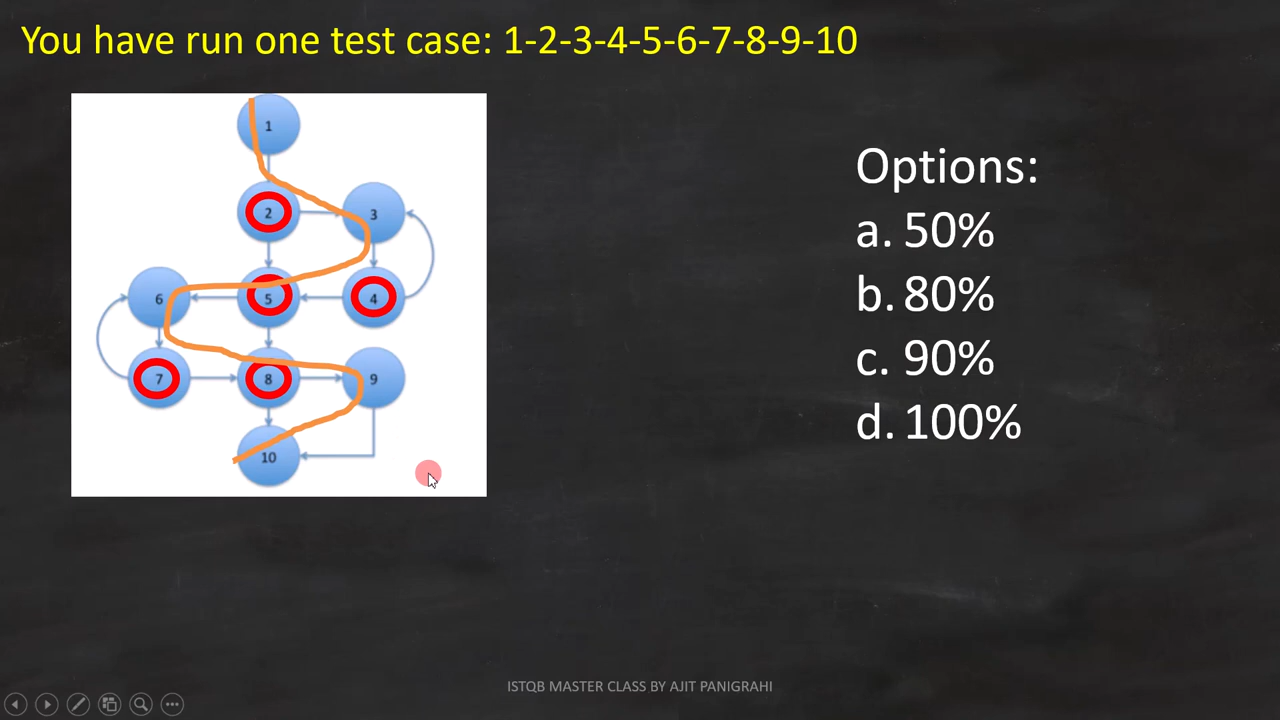 You have run one test case: 1-2-3-4-5-6-7-8-9-10
1
2 3
6 5 4
7 8 9
10
Options:
a. 50%
b. 80%
c. 90%
d. 100%
ISTQB MASTER CLASS BY AJIT PANIGRAHI